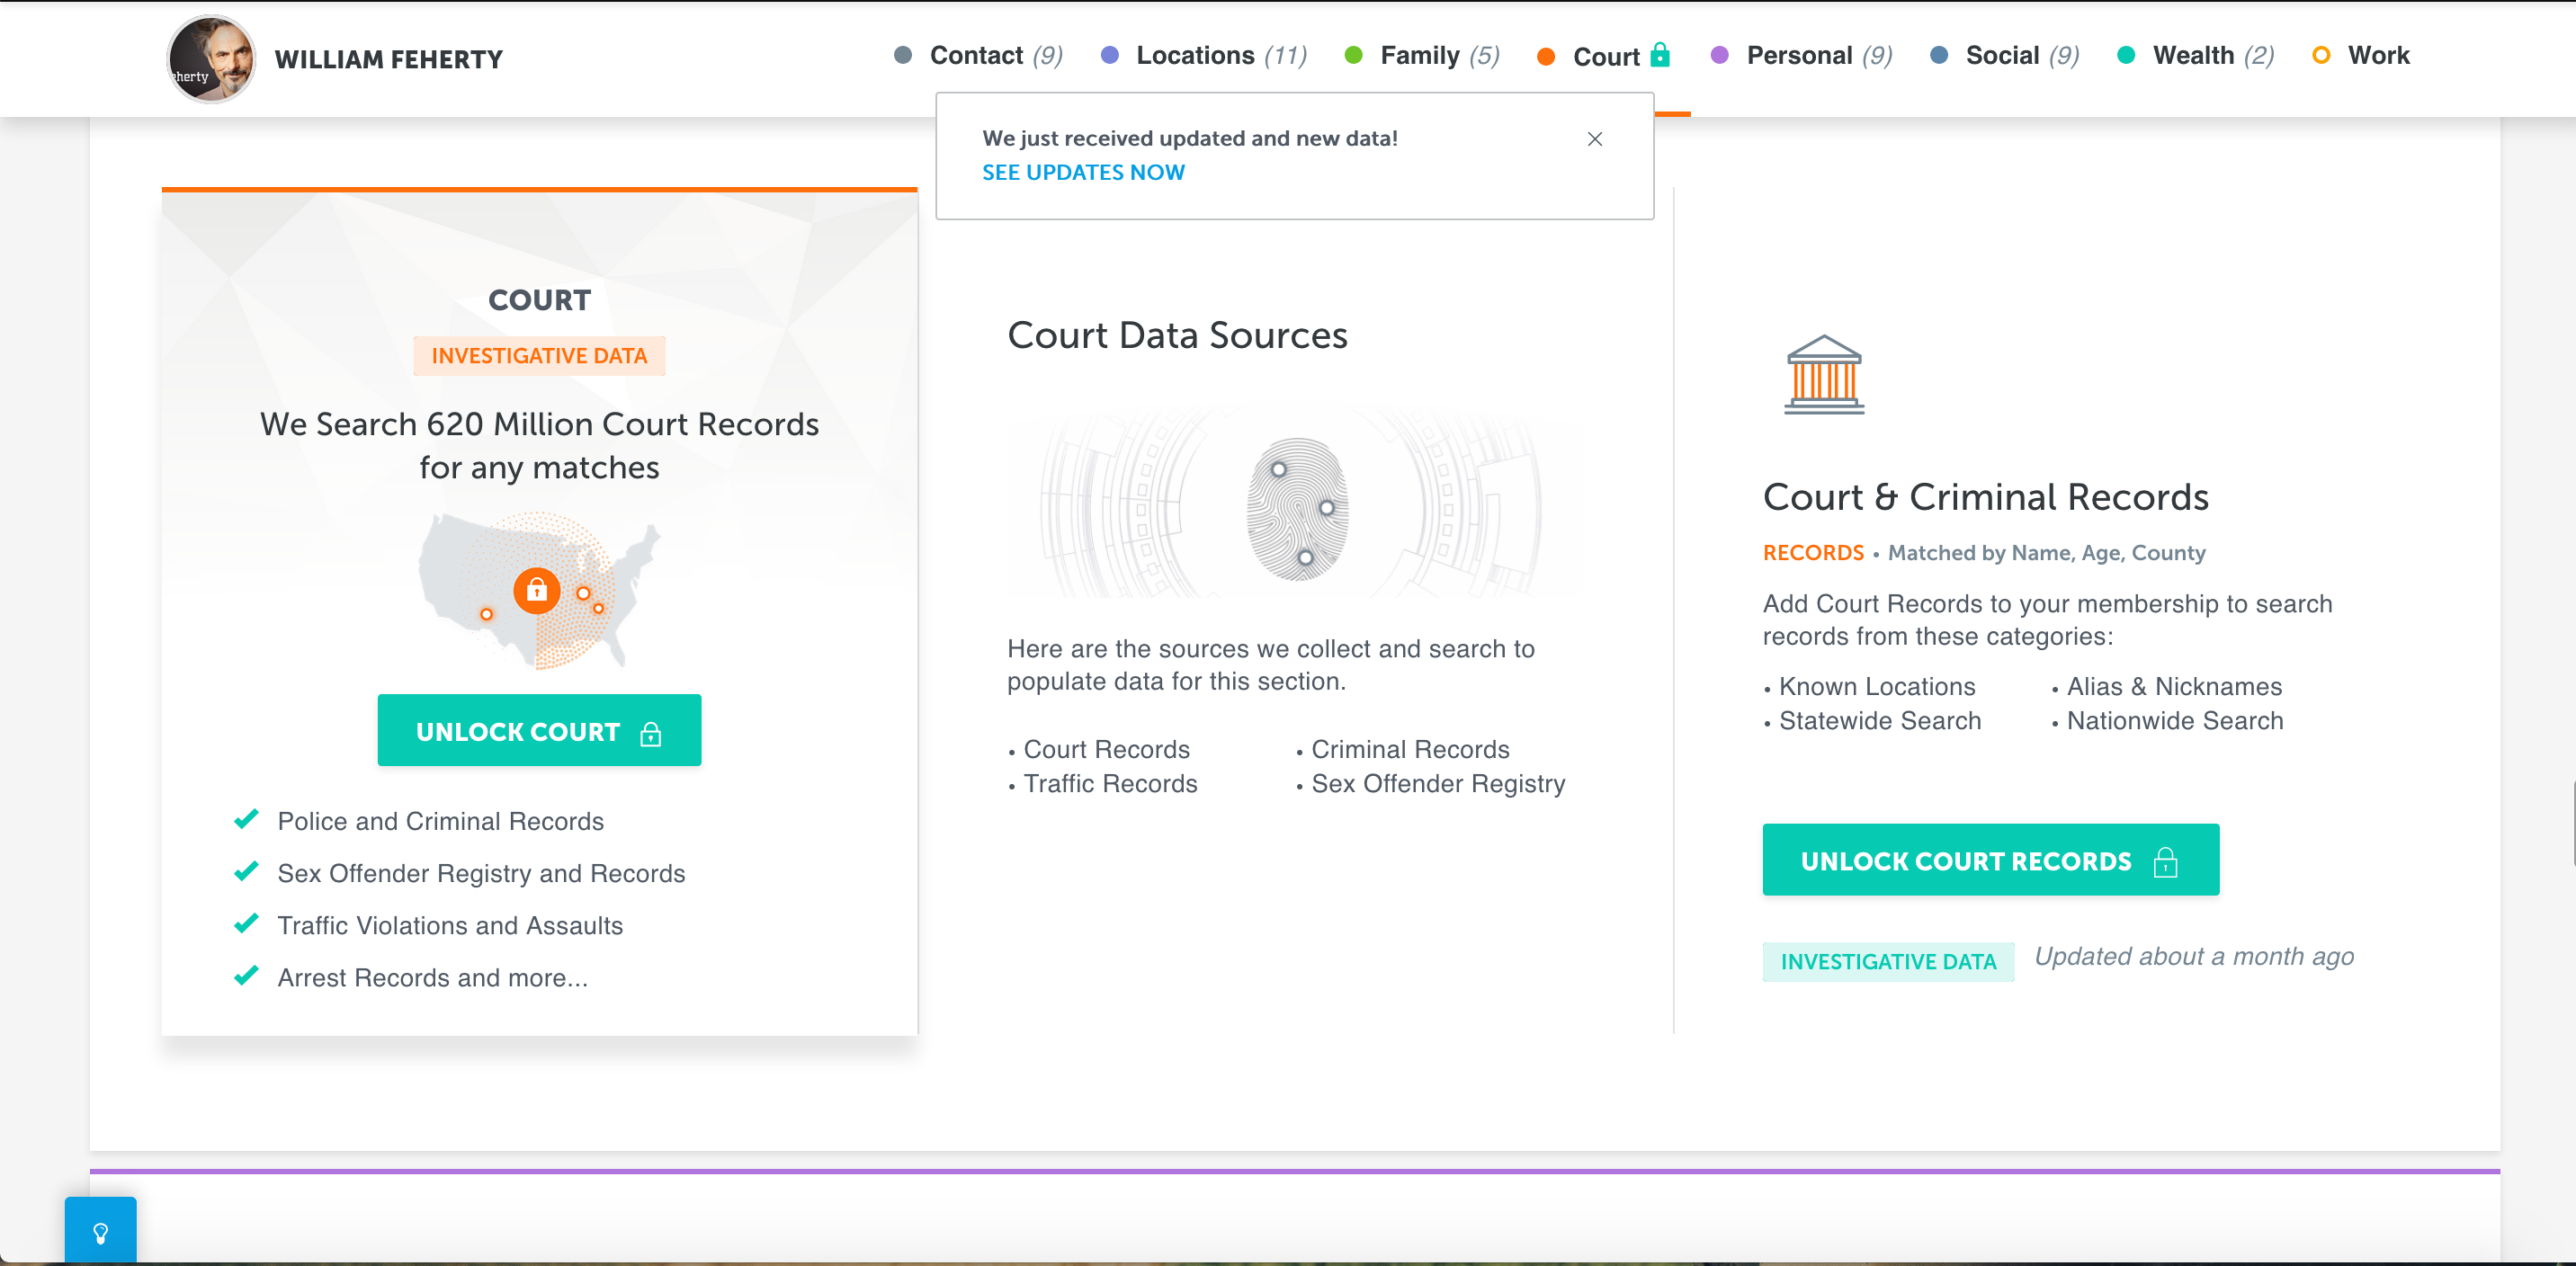 herty
WILLIAM FEHERTY
Contact (9)
Locations (11)
Family (5)
Court
Personal (9)
Social (9)
Wealth (2)
Work
We just received updated and new data!
SEE UPDATES NOW
COURT
INVESTIGATIVE DATA
We Search 620 Million Court Records
for any matches
UNLOCK COURT
Police and Criminal Records
Sex Offender Registry and Records
Traffic Violations and Assaults
Arrest Records and more...
Court Data Sources
Here are the sources we collect and search to
populate data for this section.
• Court Records
• Criminal Records
• Traffic Records
• Sex Offender Registry
Court & Criminal Records
RECORDS • Matched by Name, Age, County
Add Court Records to your membership to search
records from these categories:
• Known Locations
• Alias & Nicknames
• Statewide Search
• Nationwide Search
UNLOCK COURT RECORDS
INVESTIGATIVE DATA
Updated about a month ago